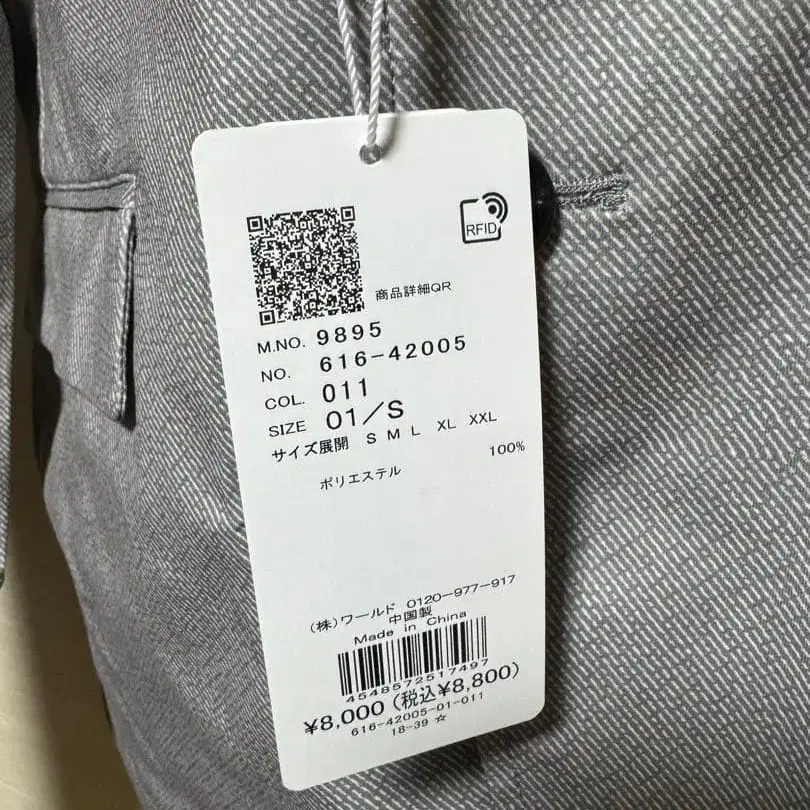 RFID
商品詳細QR
M.NO. 9895
NO. 616-42005
COL. 011
SIZE 01/S
サイズ展開 S M L XL XXL
ポリエステル 100%
(株)ワールド 0120-977-917
中国製
Made in China
4548572517497
¥8,000(税込¥8,800)
616-42005-01-011
18-39 ☆